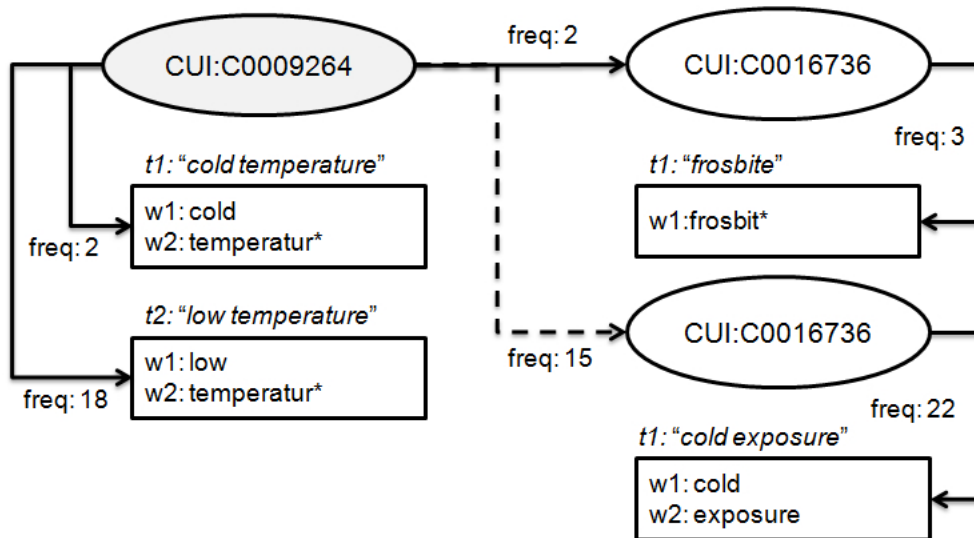 CUI:C0009264
freq: 2
CUI:C0016736
freq: 3
t1: “cold temperature”
w1: cold
w2: temperatur*
freq: 2
t1: “frosbite”
w1:frosbit*
t2: “low temperature”
w1: low
w2: temperatur*
freq: 18
CUI:C0016736
freq: 15
freq: 22
t1: “cold exposure”
w1: cold
w2: exposure